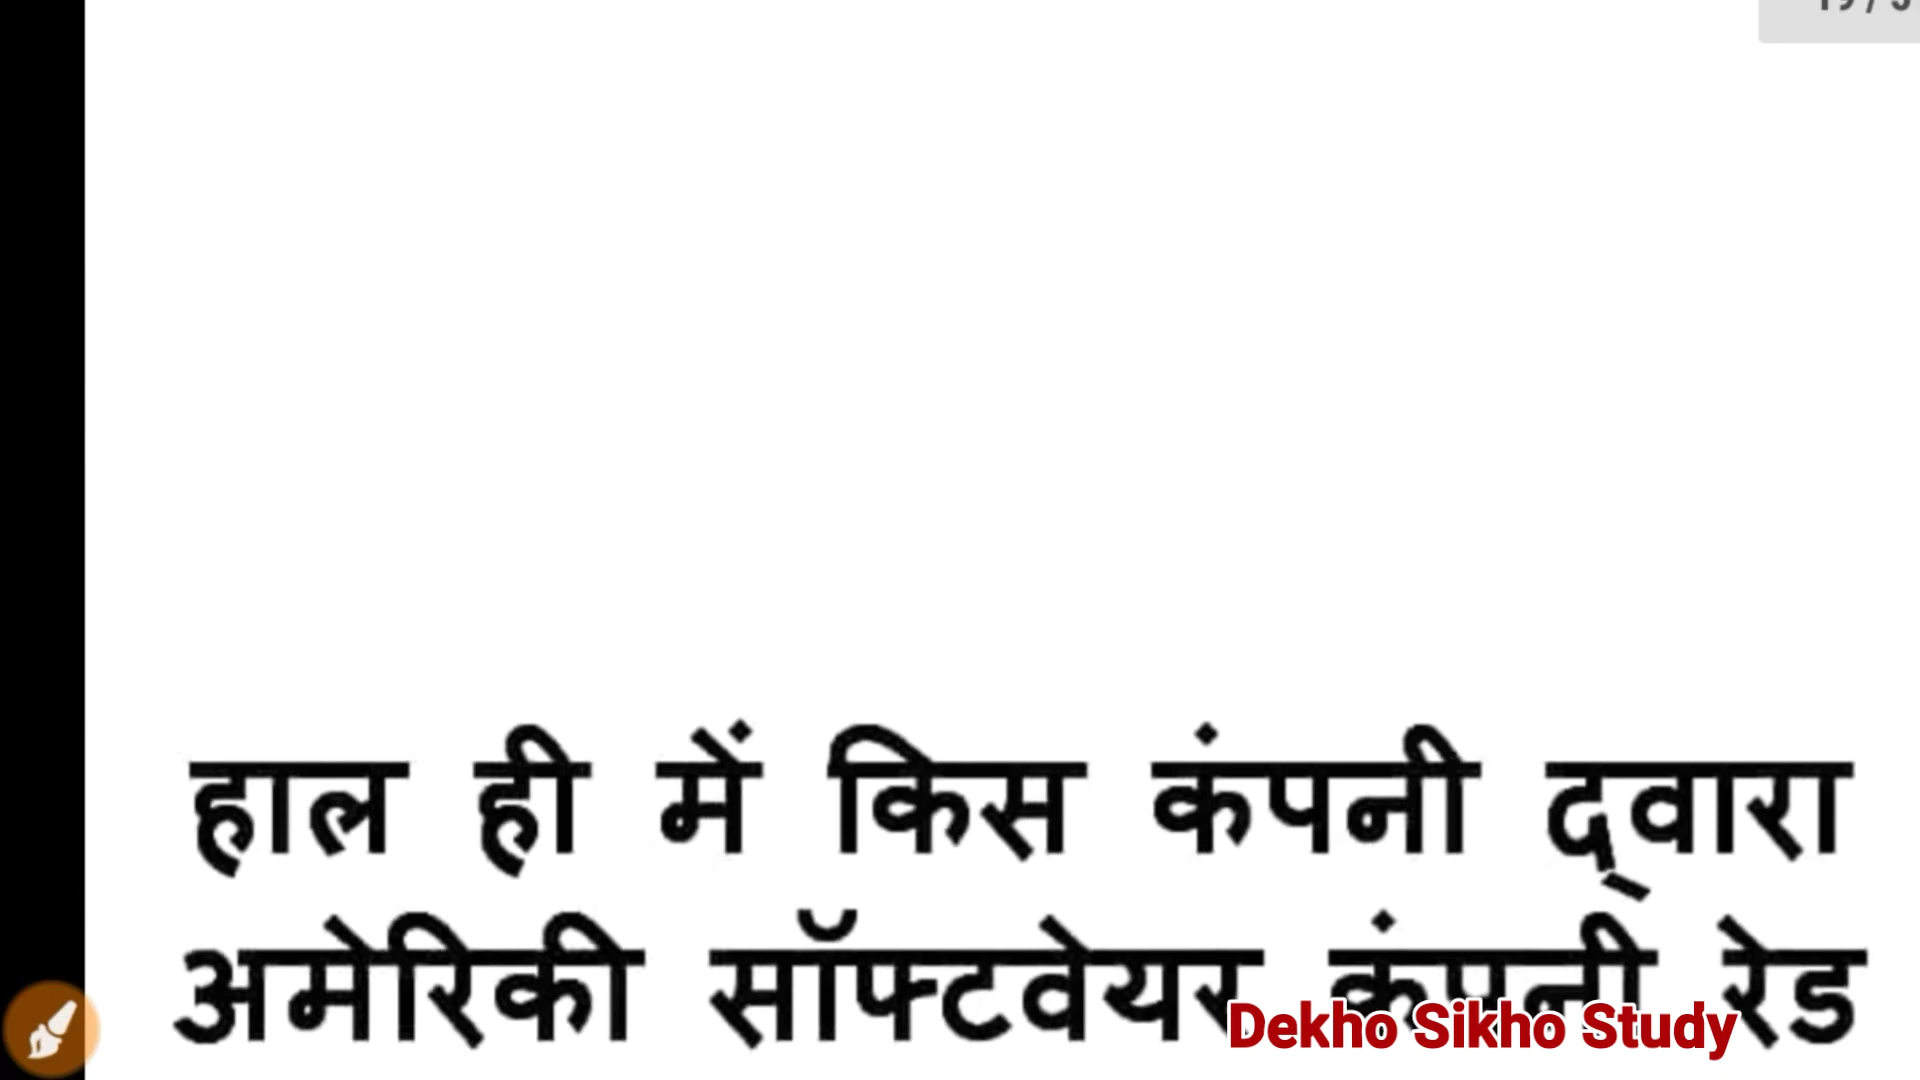 हाल ही में किस कंपनी द्वारा
अमेरिकी सॉफ्टवेयर कंपनी रेड
Dekho Sikho Study